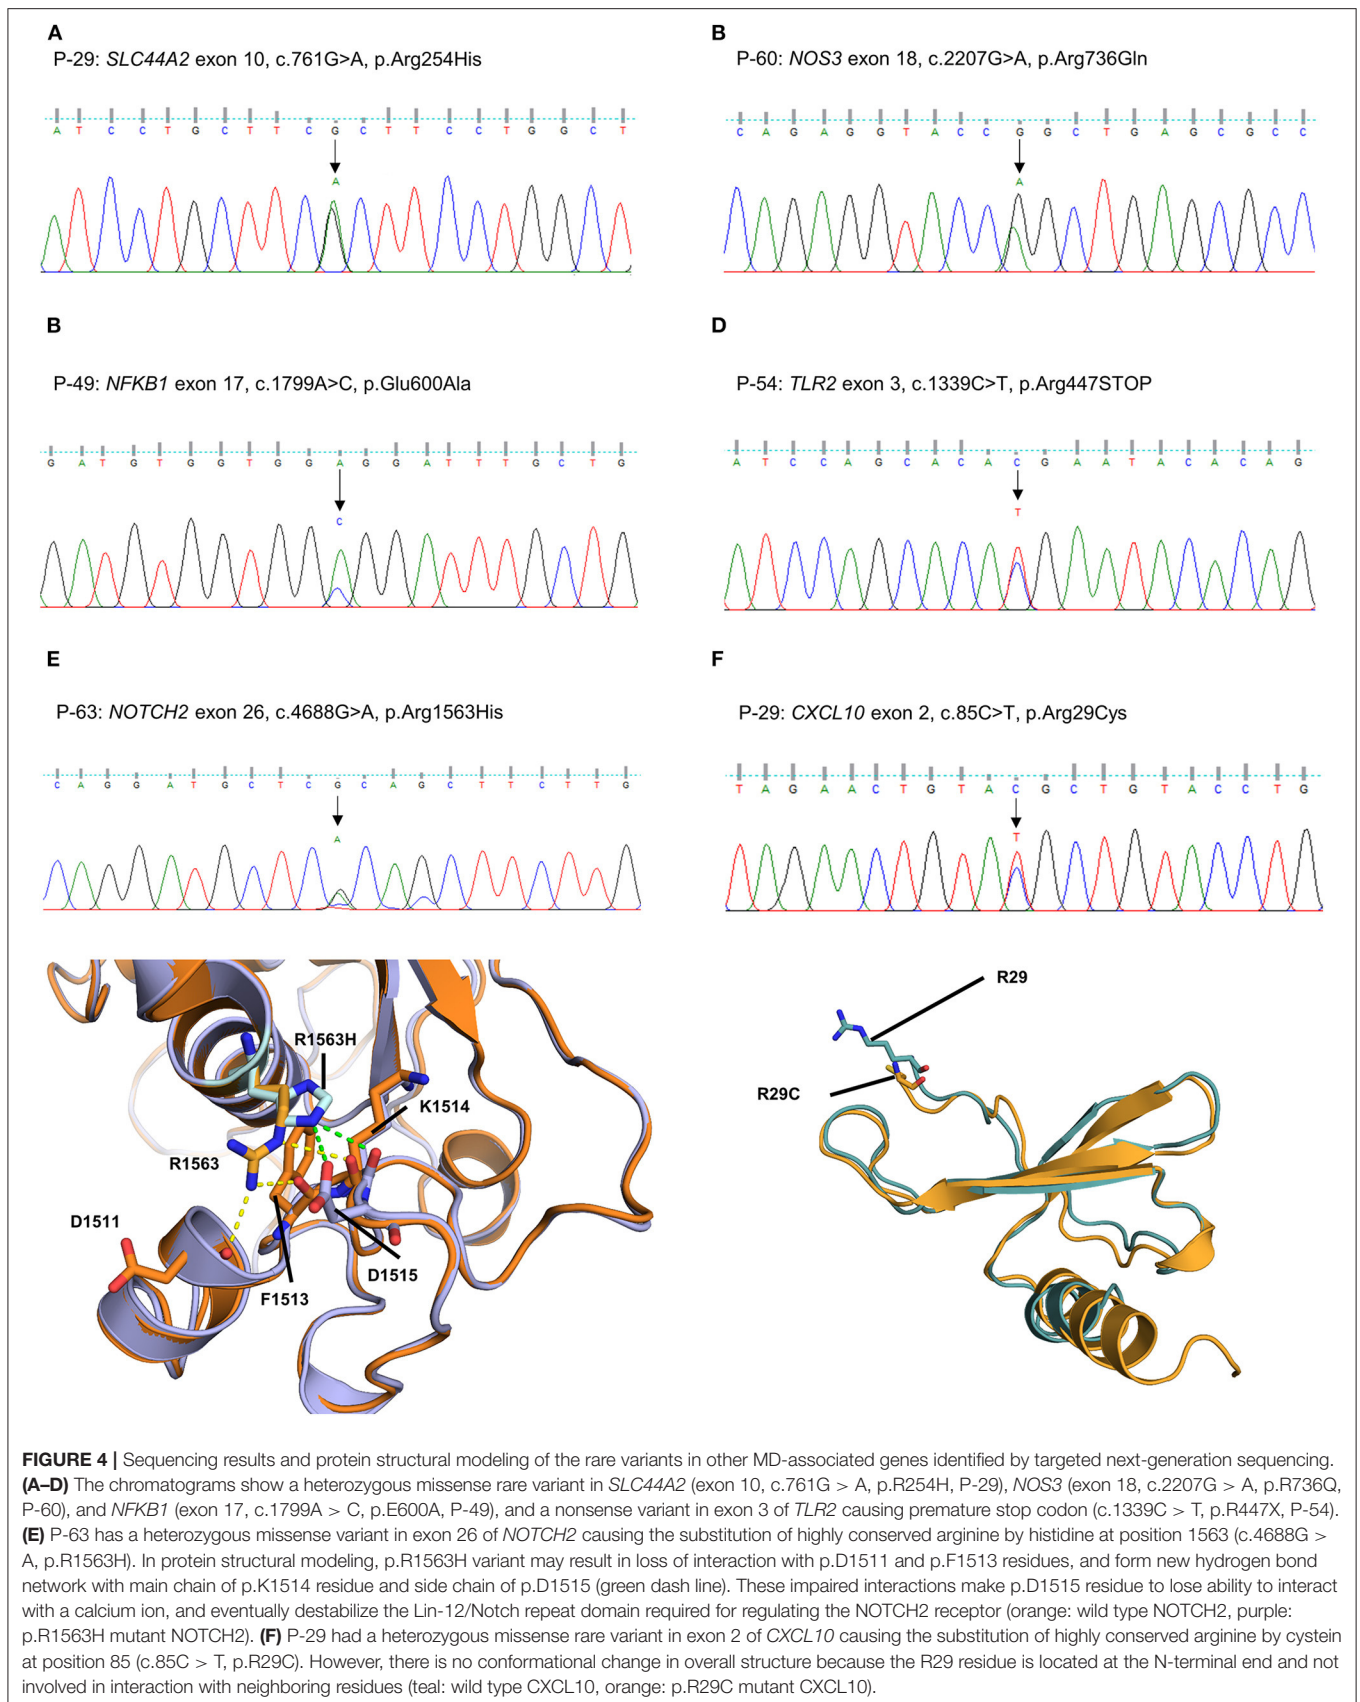 A
P-29: SLC44A2 exon 10, c.761G>A, p.Arg254His
A T C C T G C T T C G C T T C C T G G C T
A
B
P-60: NOS3 exon 18, c.2207G>A, p.Arg736Gln
C A G A G G T A C C G G C T G A G C G C C
A
B
P-49: NFKB1 exon 17, c.1799A>C, p.Glu600Ala
G A T G T G G T G G A G G A T T T G C T G
C
D
P-54: TLR2 exon 3, c.1339C>T, p.Arg447STOP
A T C C A G C A C A C G A A T A C A C A G
T
E
P-63: NOTCH2 exon 26, c.4688G>A, p.Arg1563His
C A G G A T G C T C G C A G C T T C T T G
A
F
P-29: CXCL10 exon 2, c.85C>T, p.Arg29Cys
T A G A A C T G T A C G C T G T A C C T G
T
R1563H
K1514
R1563
D1511
D1515
F1513
R29
R29C
FIGURE 4 | Sequencing results and protein structural modeling of the rare variants in other MD-associated genes identified by targeted next-generation sequencing.
(A–D) The chromatograms show a heterozygous missense rare variant in SLC44A2 (exon 10, c.761G > A, p.R254H, P-29), NOS3 (exon 18, c.2207G > A, p.R736Q,
P-60), and NFKB1 (exon 17, c.1799A > C, p.E600A, P-49), and a nonsense variant in exon 3 of TLR2 causing premature stop codon (c.1339C > T, p.R447X, P-54).
(E) P-63 has a heterozygous missense variant in exon 26 of NOTCH2 causing the substitution of highly conserved arginine by histidine at position 1563 (c.4688G >
A, p.R1563H). In protein structural modeling, p.R1563H variant may result in loss of interaction with p.D1511 and p.F1513 residues, and form new hydrogen bond
network with main chain of p.K1514 residue and side chain of p.D1515 (green dash line). These impaired interactions make p.D1515 residue to lose ability to interact
with a calcium ion, and eventually destabilize the Lin-12/Notch repeat domain required for regulating the NOTCH2 receptor (orange: wild type NOTCH2, purple:
p.R1563H mutant NOTCH2). (F) P-29 had a heterozygous missense rare variant in exon 2 of CXCL10 causing the substitution of highly conserved arginine by cystein
at position 85 (c.85C > T, p.R29C). However, there is no conformational change in overall structure because the R29 residue is located at the N-terminal end and not
involved in interaction with neighboring residues (teal: wild type CXCL10, orange: p.R29C mutant CXCL10).